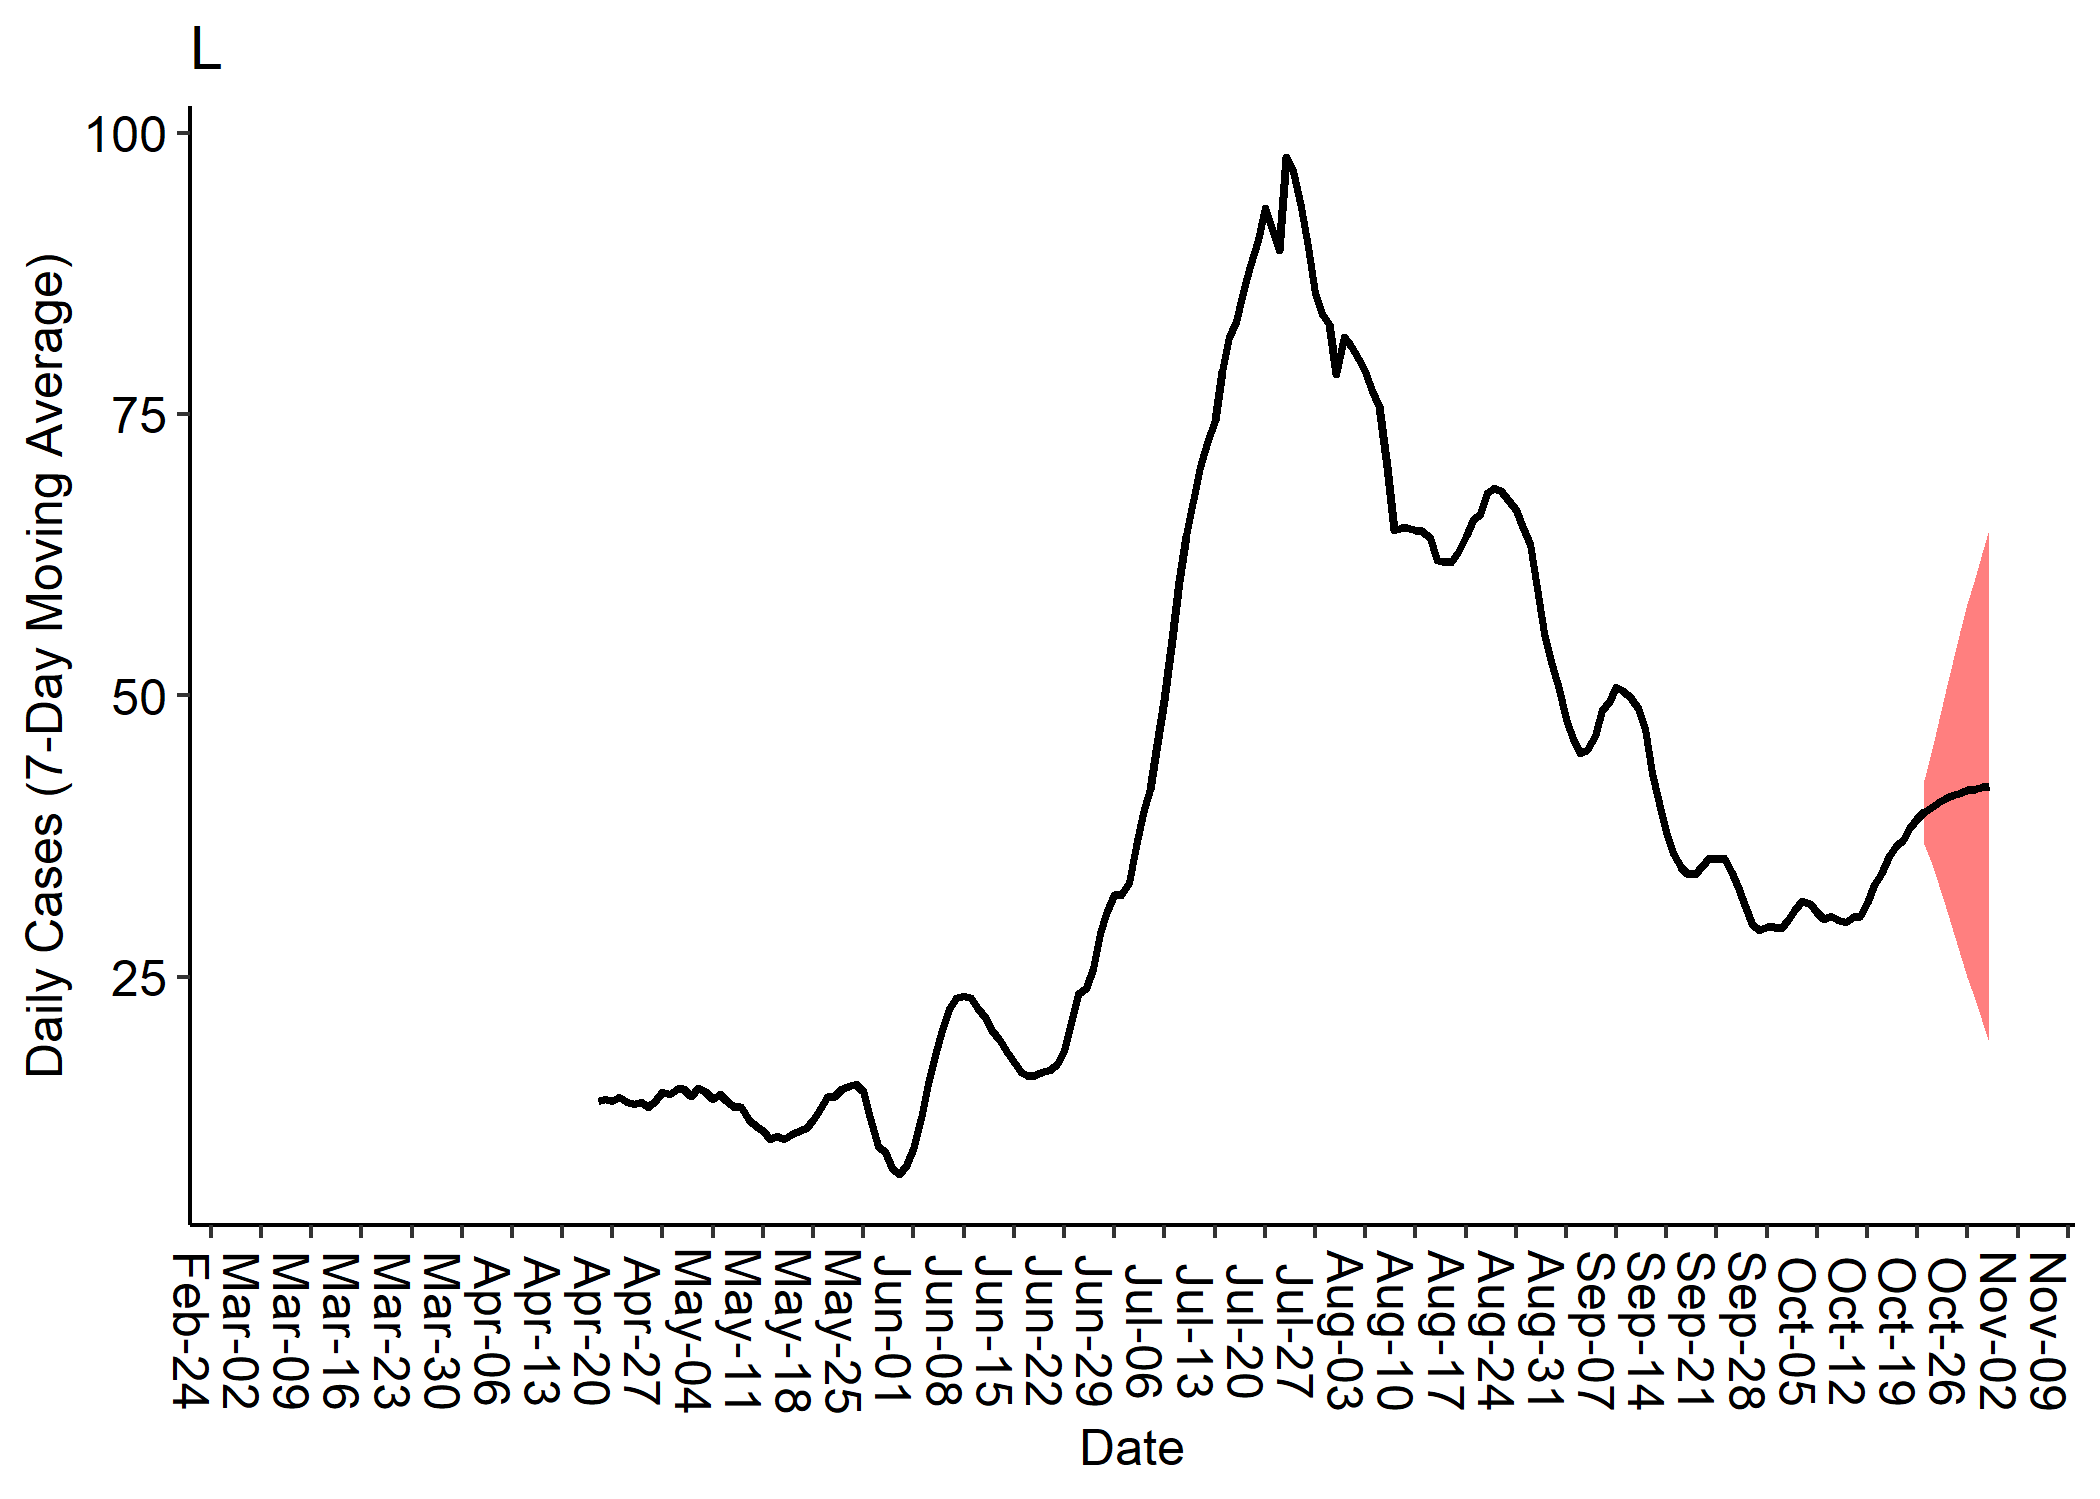 L
100
75
50
25
Daily Cases (7-Day Moving Average)
Feb-24
Mar-02
Mar-09
Mar-16
Mar-23
Mar-30
Apr-06
Apr-13
Apr-20
Apr-27
May-04
May-11
May-18
May-25
Jun-01
Jun-08
Jun-15
Jun-22
Jun-29
Jul-06
Jul-13
Jul-20
Jul-27
Aug-03
Aug-10
Aug-17
Aug-24
Aug-31
Sep-07
Sep-14
Sep-21
Sep-28
Oct-05
Oct-12
Oct-19
Oct-26
Nov-02
Nov-09
Date